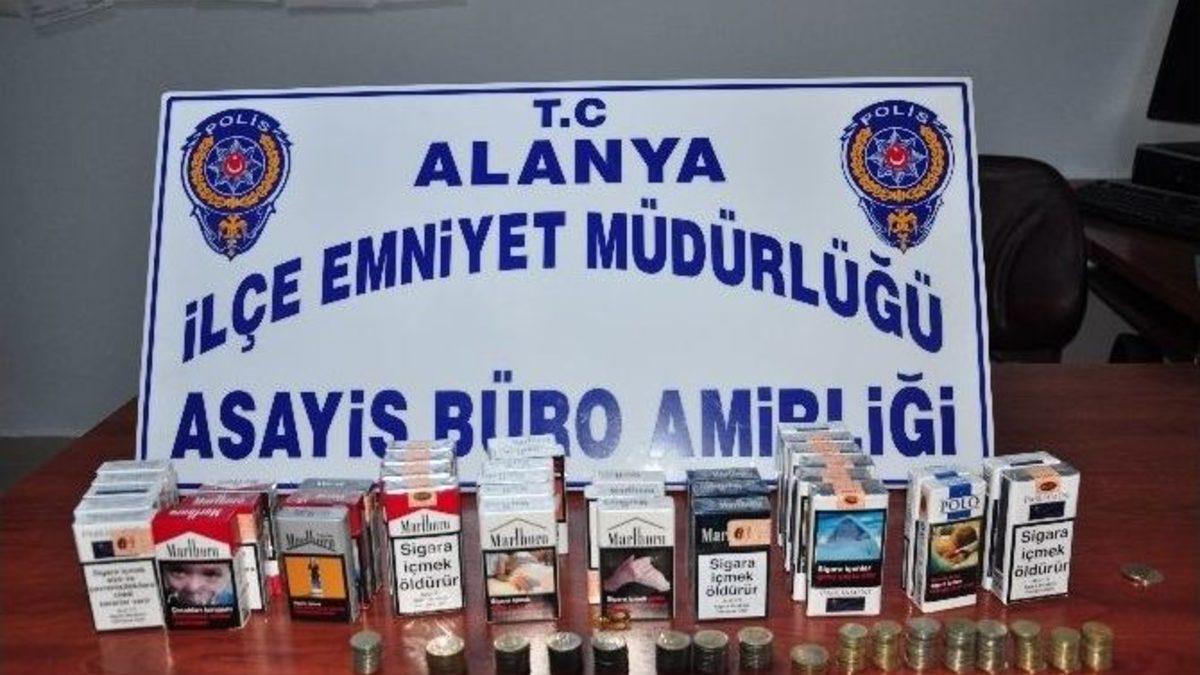 POLİS
POLİS
T.C
ALANYA
İLÇE EMNİYET MÜDÜRLÜĞÜ
ASAYİŞ BÜRO AMİRLİĞİ
Marlboro
Marlboro
Marlboro
Marlboro
Marlboro
Marlboro
POLO
Sigara
içmek
öldürür
Sigara
içmek
öldürür
Sigara
içmek
öldürür